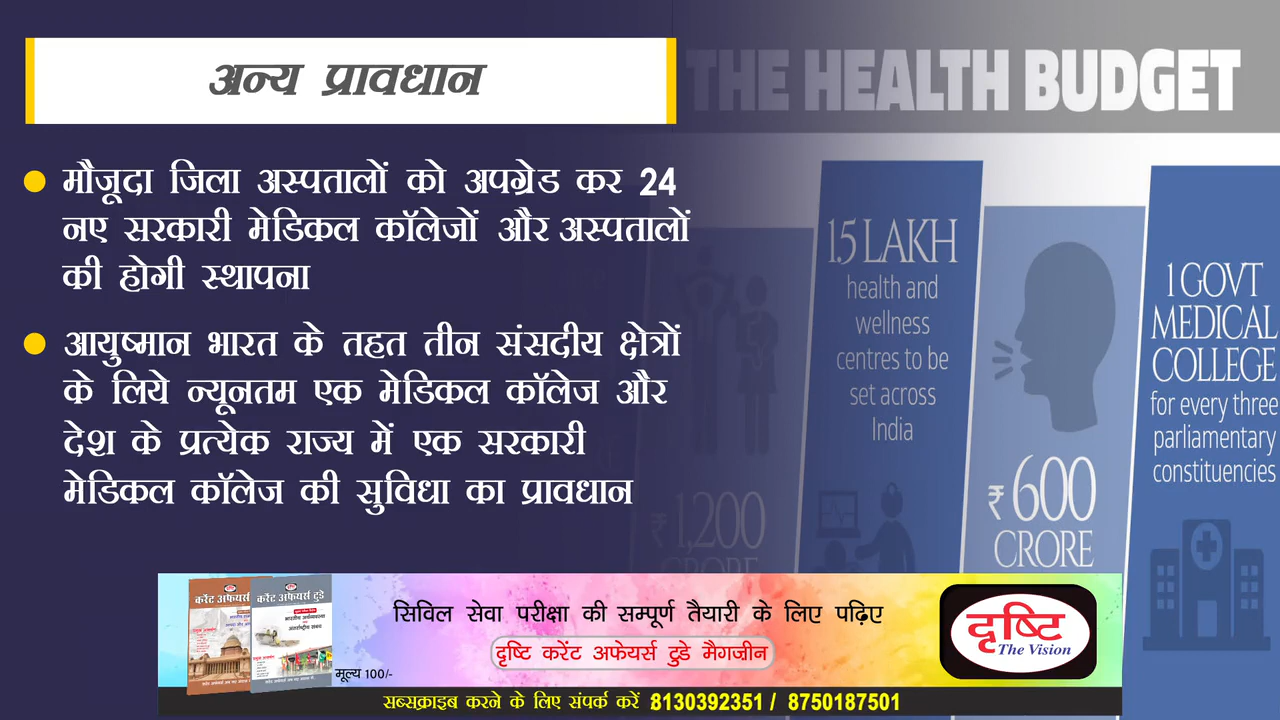 अन्य प्रावधान
THE HEALTH BUDGET
मौजूदा जिला अस्पतालों को अपग्रेड कर 24
नए सरकारी मेडिकल कॉलेजों और अस्पतालों
की होगी स्थापना
आयुष्मान भारत के तहत तीन संसदीय क्षेत्रों
के लिये न्यूनतम एक मेडिकल कॉलेज और
देश के प्रत्येक राज्य में एक सरकारी
मेडिकल कॉलेज की सुविधा का प्रावधान
₹1,200
CRORE
1.5 LAKH
health and
wellness
centres to be
set across
India
₹600
CRORE
1 GOVT
MEDICAL
COLLEGE
for every three
parliamentary
constituencies
करेंट अफेयर्स
करेंट अफेयर्स टुडे
मूल्य 100/-
सिविल सेवा परीक्षा की सम्पूर्ण तैयारी के लिए पढ़िए
दृष्टि करेंट अफेयर्स टुडे मैगज़ीन
दृष्टि
The Vision
सब्सक्राइब करने के लिए संपर्क करें 8130392351 / 8750187501